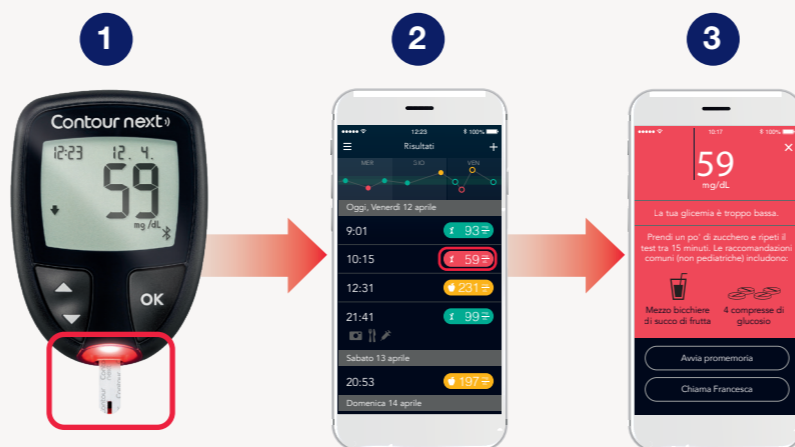 1
2
3
Contour next
12:23 12. 4.
59
mg/dL
OK
12:23
100%
Risultati
+
MER
GIO
VEN
Oggi, Venerdì 12 aprile
9:01 93
10:15 59
12:31 231
21:41 99
Sabato 13 aprile
20:53 197
Domenica 14 aprile
10:17
100%
59
mg/dL
La tua glicemia è troppo bassa.
Prendi un po' di zucchero e ripeti il
test tra 15 minuti. Le raccomandazioni
comuni (non pediatriche) includono:
Mezzo bicchiere
di succo di frutta
4 compresse di
glucosio
Avvia promemoria
Chiama Francesca